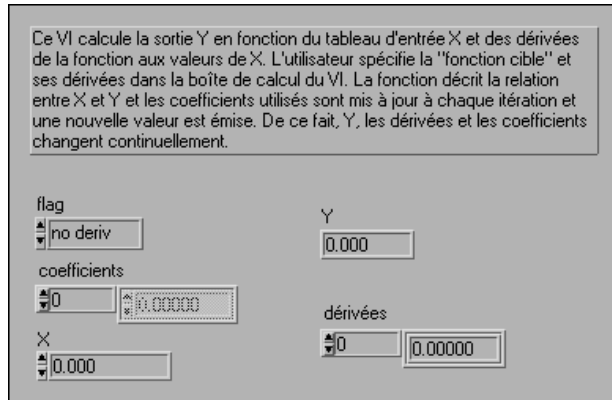 Ce VI calcule la sortie Y en fonction du tableau d'entrée X et des dérivées
de la fonction aux valeurs de X. L'utilisateur spécifie la "fonction cible" et
ses dérivées dans la boîte de calcul du VI. La fonction décrit la relation
entre X et Y et les coefficients utilisés sont mis à jour à chaque itération et
une nouvelle valeur est émise. De ce fait, Y, les dérivées et les coefficients
changent continuellement.
flag
no deriv
Y
0.000
coefficients
0
0.00000
dérivées
0
0.00000
X
0.000